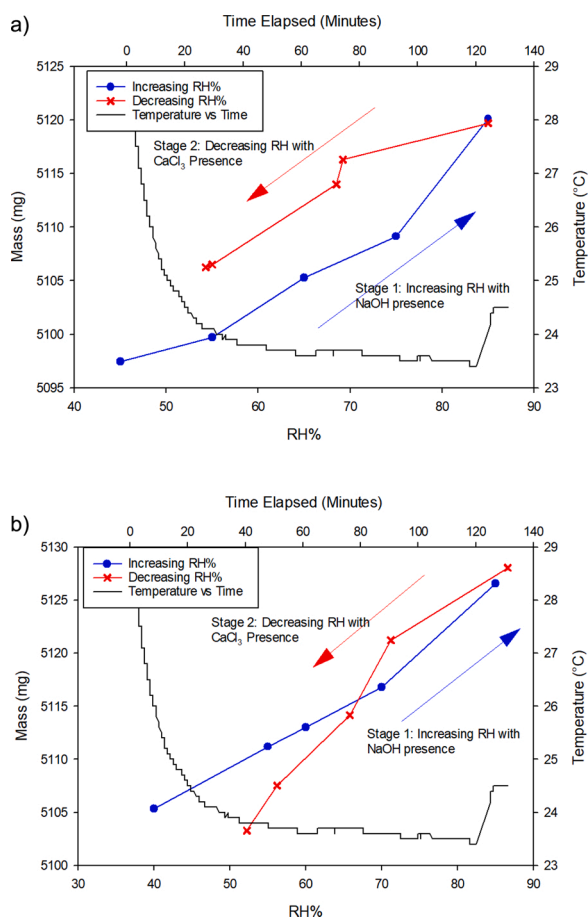 a)
Time Elapsed (Minutes)
0 20 40 60 80 100 120 140
5125
5120
5115
5110
5105
5100
5095
Mass (mg)
Increasing RH%
Decreasing RH%
Temperature vs Time
Stage 2: Decreasing RH with
CaCl3 Presence
Stage 1: Increasing RH with
NaOH presence
29
28
27
26
25
24
23
Temperature (°C)
40 50 60 70 80 90
RH%
b)
Time Elapsed (Minutes)
0 20 40 60 80 100 120 140
5130
5125
5120
5115
5110
5105
5100
Mass (mg)
Increasing RH%
Decreasing RH%
Temperature vs Time
Stage 2: Decreasing RH with
CaCl3 Presence
Stage 1: Increasing RH with
NaOH presence
29
28
27
26
25
24
23
Temperature (°C)
30 40 50 60 70 80 90
RH%